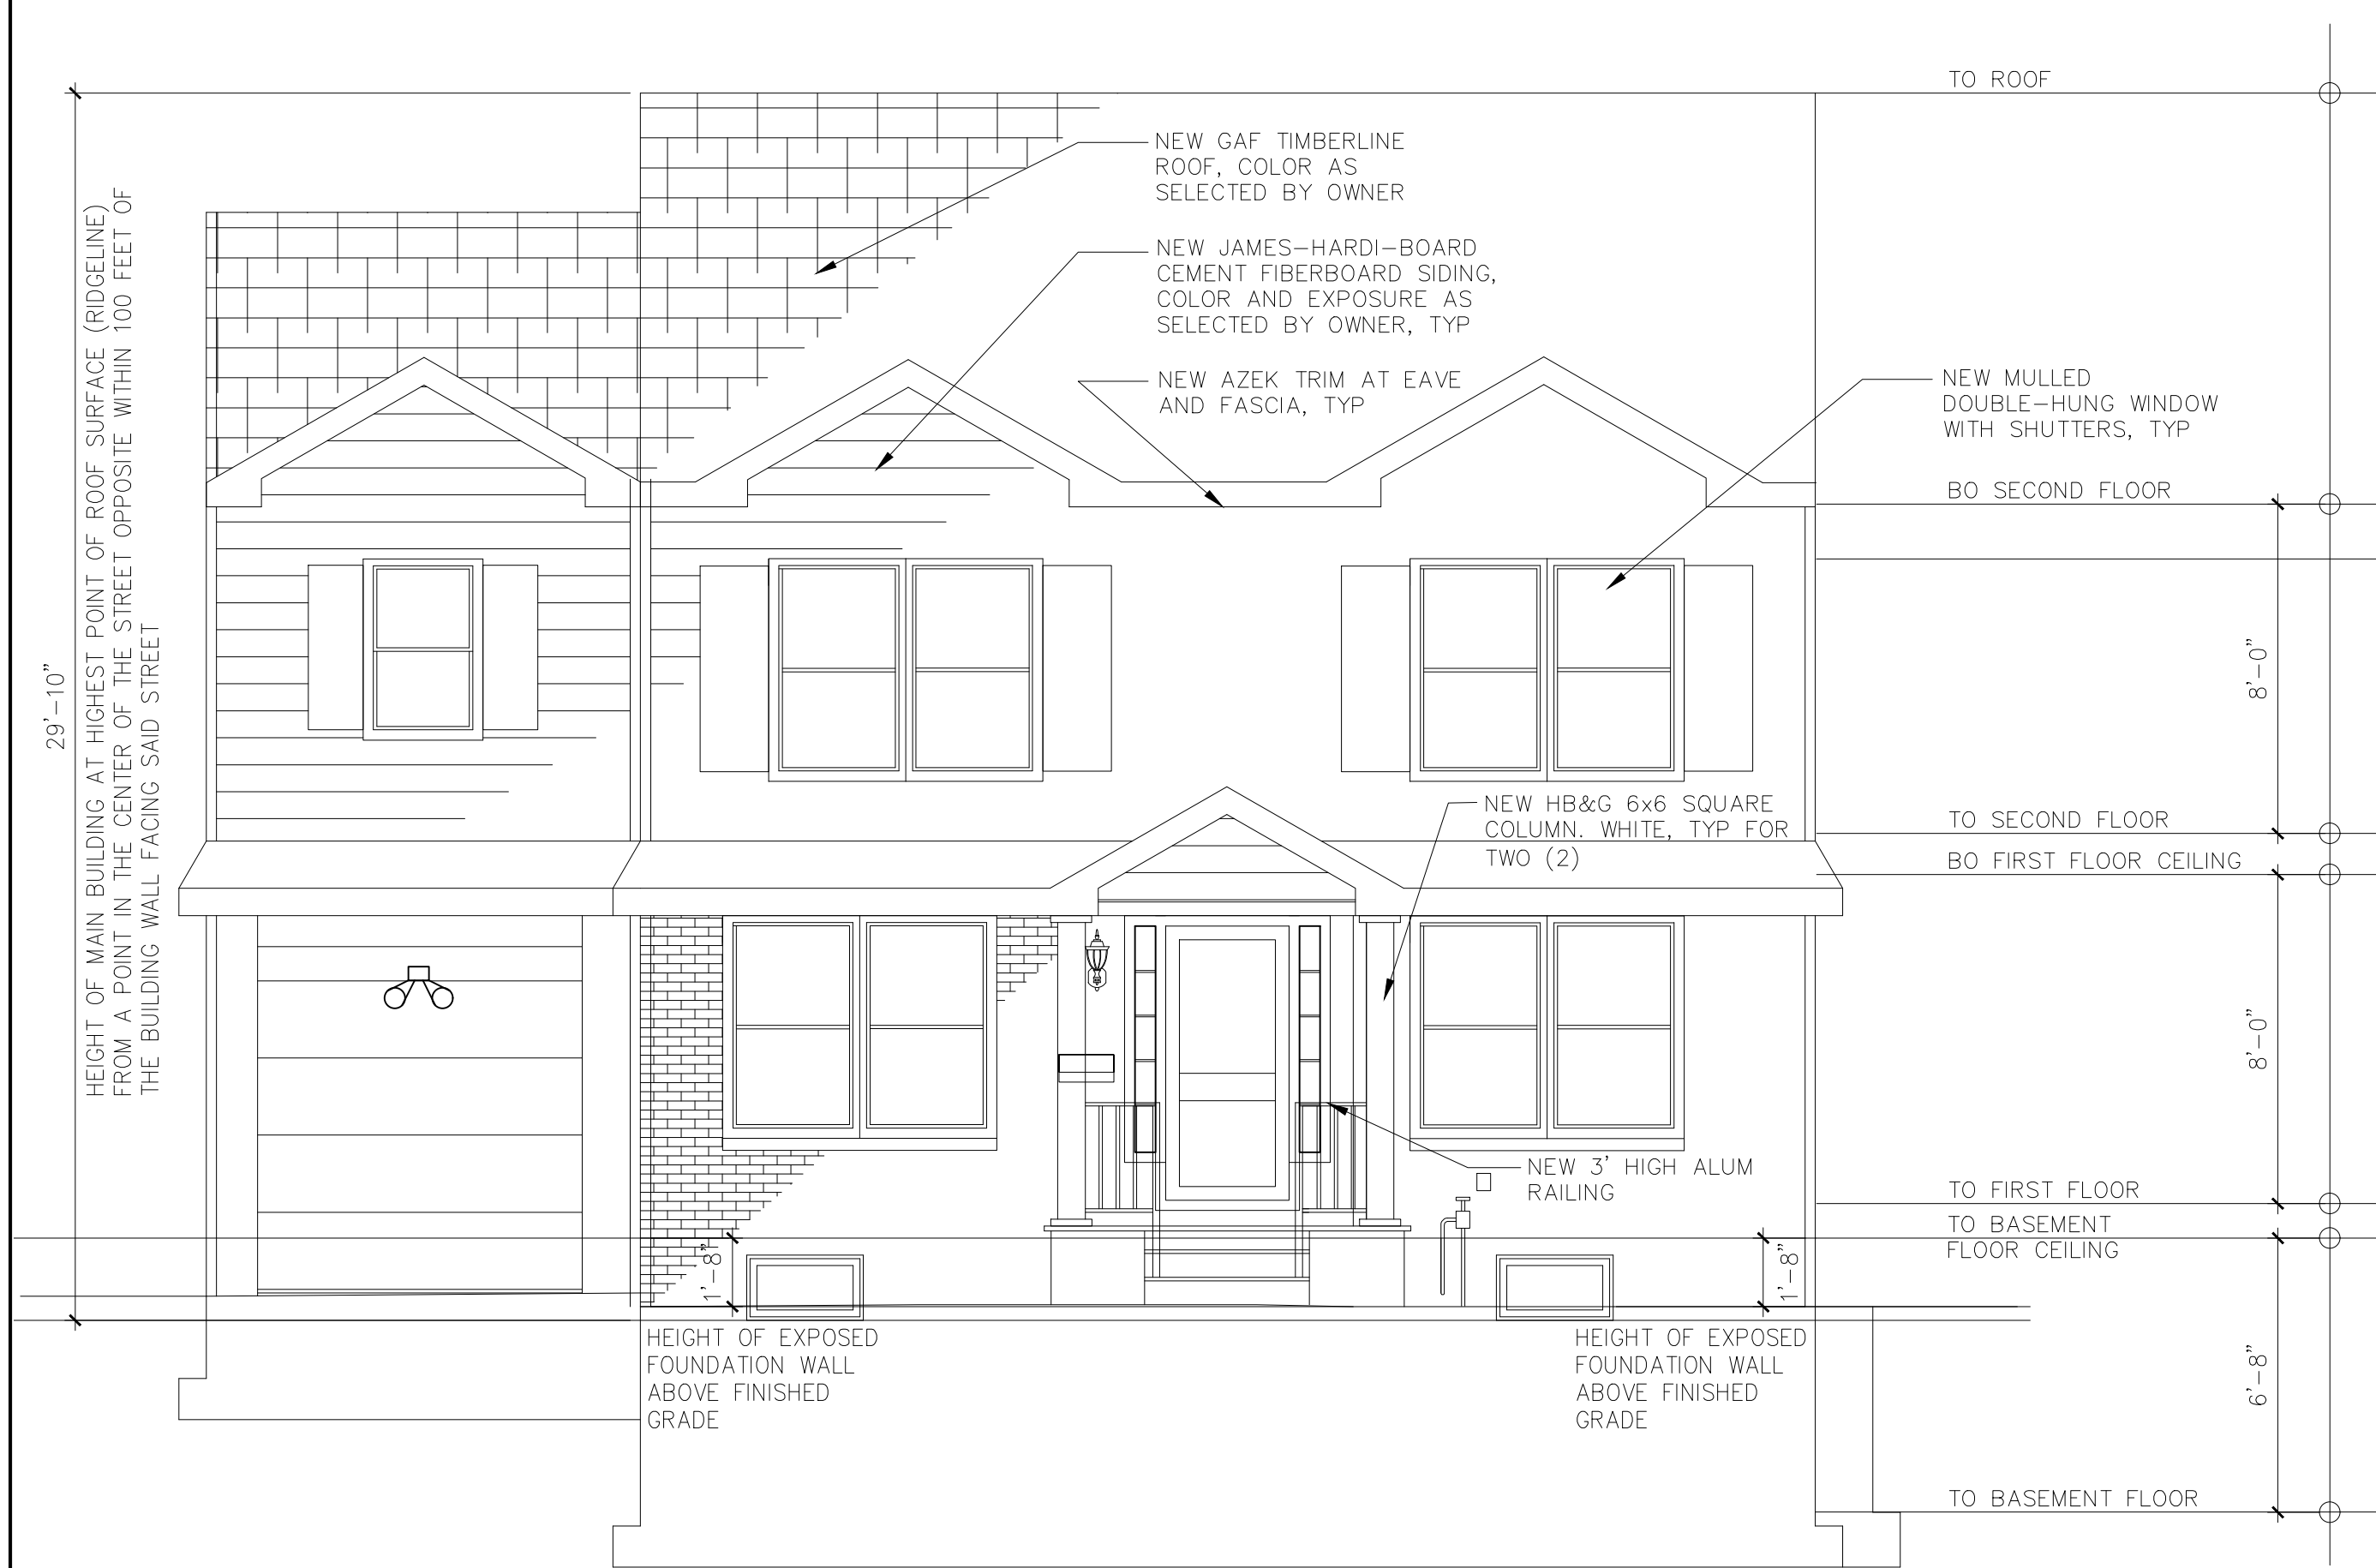 TO ROOF
NEW GAF TIMBERLINE
ROOF, COLOR AS
SELECTED BY OWNER
NEW JAMES-HARDI-BOARD
CEMENT FIBERBOARD SIDING,
COLOR AND EXPOSURE AS
SELECTED BY OWNER, TYP
NEW AZEK TRIM AT EAVE
AND FASCIA, TYP
NEW MULLED
DOUBLE-HUNG WINDOW
WITH SHUTTERS, TYP
BO SECOND FLOOR
29'-10"
HEIGHT OF MAIN BUILDING AT HIGHEST POINT OF ROOF SURFACE (RIDGELINE)
FROM A POINT IN THE CENTER OF THE STREET OPPOSITE WITHIN 100 FEET OF
THE BUILDING WALL FACING SAID STREET
8'-0"
NEW HB&G 6x6 SQUARE
COLUMN. WHITE, TYP FOR
TWO (2)
TO SECOND FLOOR
BO FIRST FLOOR CEILING
8'-0"
NEW 3' HIGH ALUM
RAILING
TO FIRST FLOOR
TO BASEMENT
FLOOR CEILING
1'-8"
1'-8"
HEIGHT OF EXPOSED
FOUNDATION WALL
ABOVE FINISHED
GRADE
HEIGHT OF EXPOSED
FOUNDATION WALL
ABOVE FINISHED
GRADE
6'-8"
TO BASEMENT FLOOR